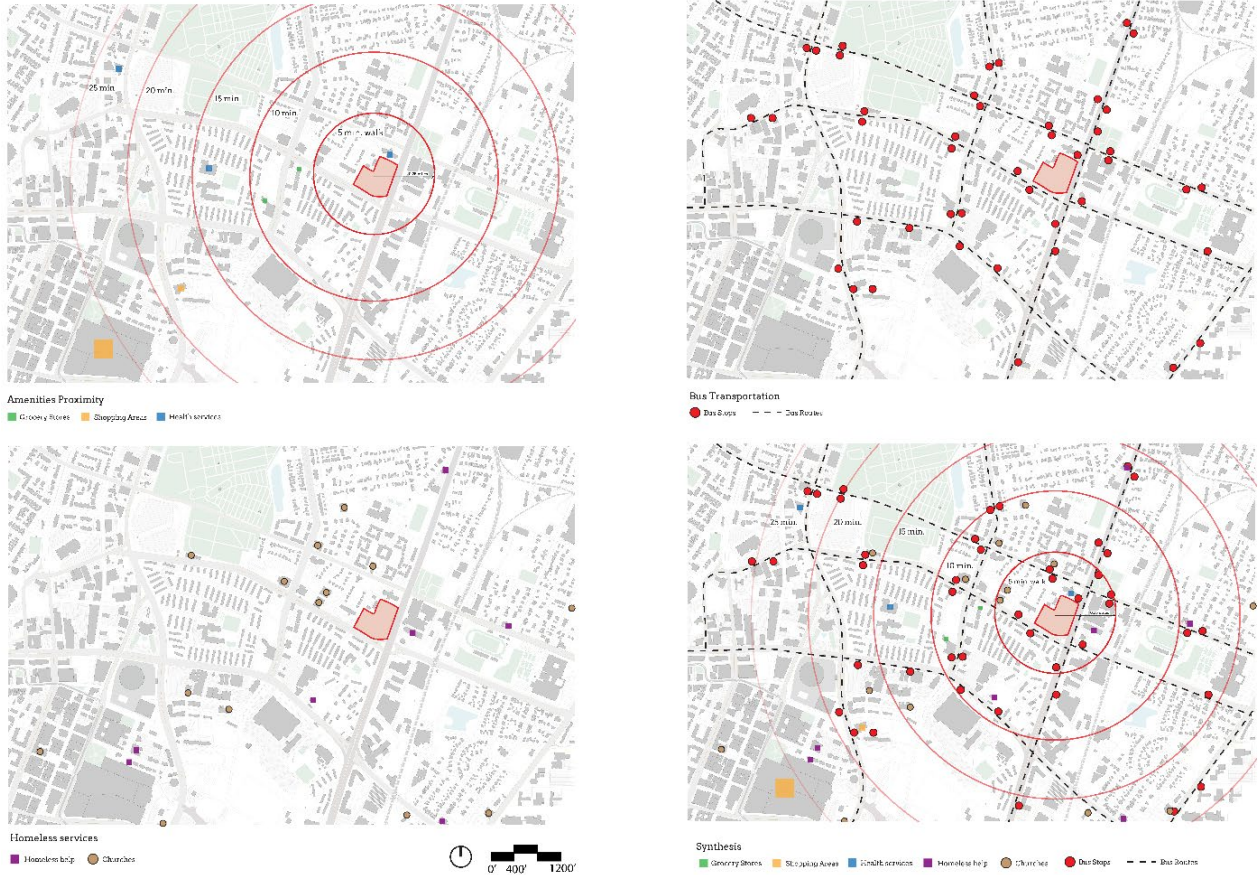 25 min.
20 min.
15 min.
10 min.
5 min. walk
Amenities Proximity
Grocery Stores
Shopping Areas
Health services
Bus Transportation
Bus Stops
Bus Routes
Homeless services
Homeless help
Churches
0' 400' 1200'
25 min.
20 min.
15 min.
10 min.
5 min. walk
Synthesis
Grocery Stores
Shopping Areas
Health services
Homeless help
Churches
Bus Stops
Bus Routes